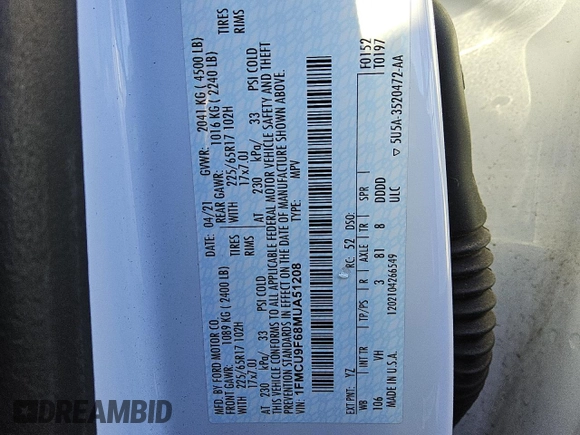 MFD. BY FORD MOTOR CO.
DATE: 04/21 GVWR: 2041 KG ( 4500 LB)
FRONT GAWR: 1089 KG ( 2400 LB) REAR GAWR: 1016 KG ( 2240 LB)
WITH 225/65R17 102H TIRES WITH 225/65R17 102H TIRES
17x7.0J RIMS 17x7.0J RIMS
AT 230 kPa/ 33 PSI COLD AT 230 kPa/ 33 PSI COLD
THIS VEHICLE CONFORMS TO ALL APPLICABLE FEDERAL MOTOR VEHICLE SAFETY AND THEFT
PREVENTION STANDARDS IN EFFECT ON THE DATE OF MANUFACTURE SHOWN ABOVE.
VIN: 1FMCU9F68MUA51208 TYPE: MPV
F0152
T0197
EXT PNT: YZ RC: 52 DSO:
WB INT TR TP/PS R AXLE TR SPR
106 VH 3 81 8 DDDD
MADE IN U.S.A. 1202104266549 ULC
▽ 5U5A-3520472-AA
DREAMBID